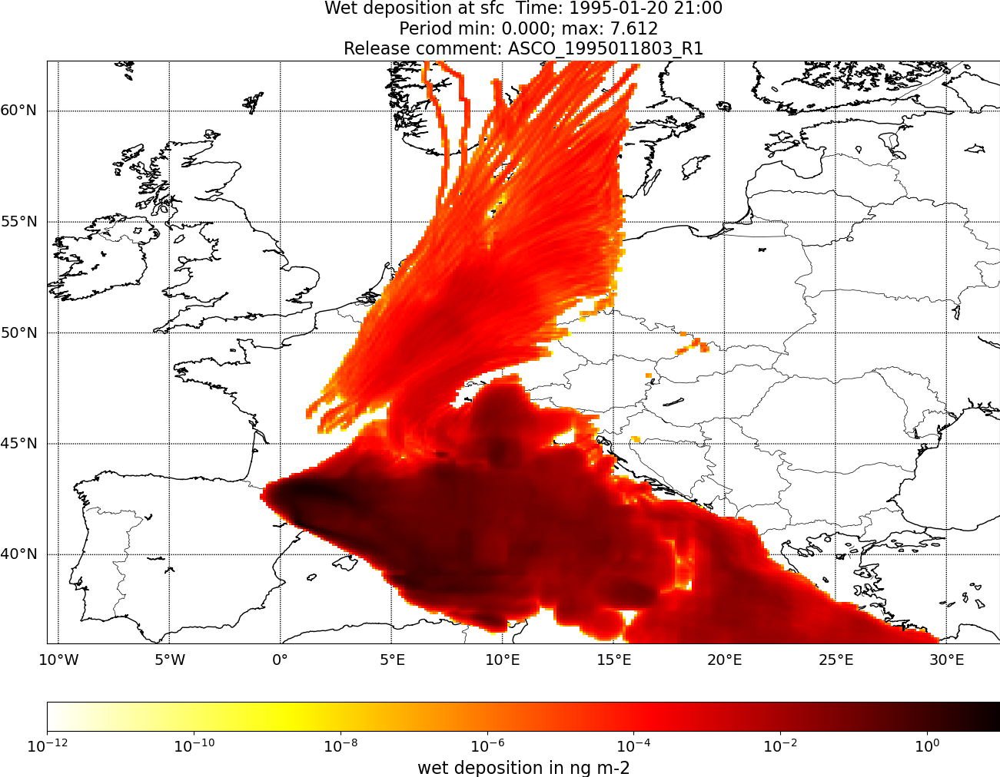 Wet deposition at sfc  Time: 1995-01-20 21:00
Period min: 0.000; max: 7.612
Release comment: ASCO_1995011803_R1
60°N
55°N
50°N
45°N
40°N
10°W 5°W 0° 5°E 10°E 15°E 20°E 25°E 30°E
10⁻¹² 10⁻¹⁰ 10⁻⁸ 10⁻⁶ 10⁻⁴ 10⁻² 10⁰
wet deposition in ng m-2